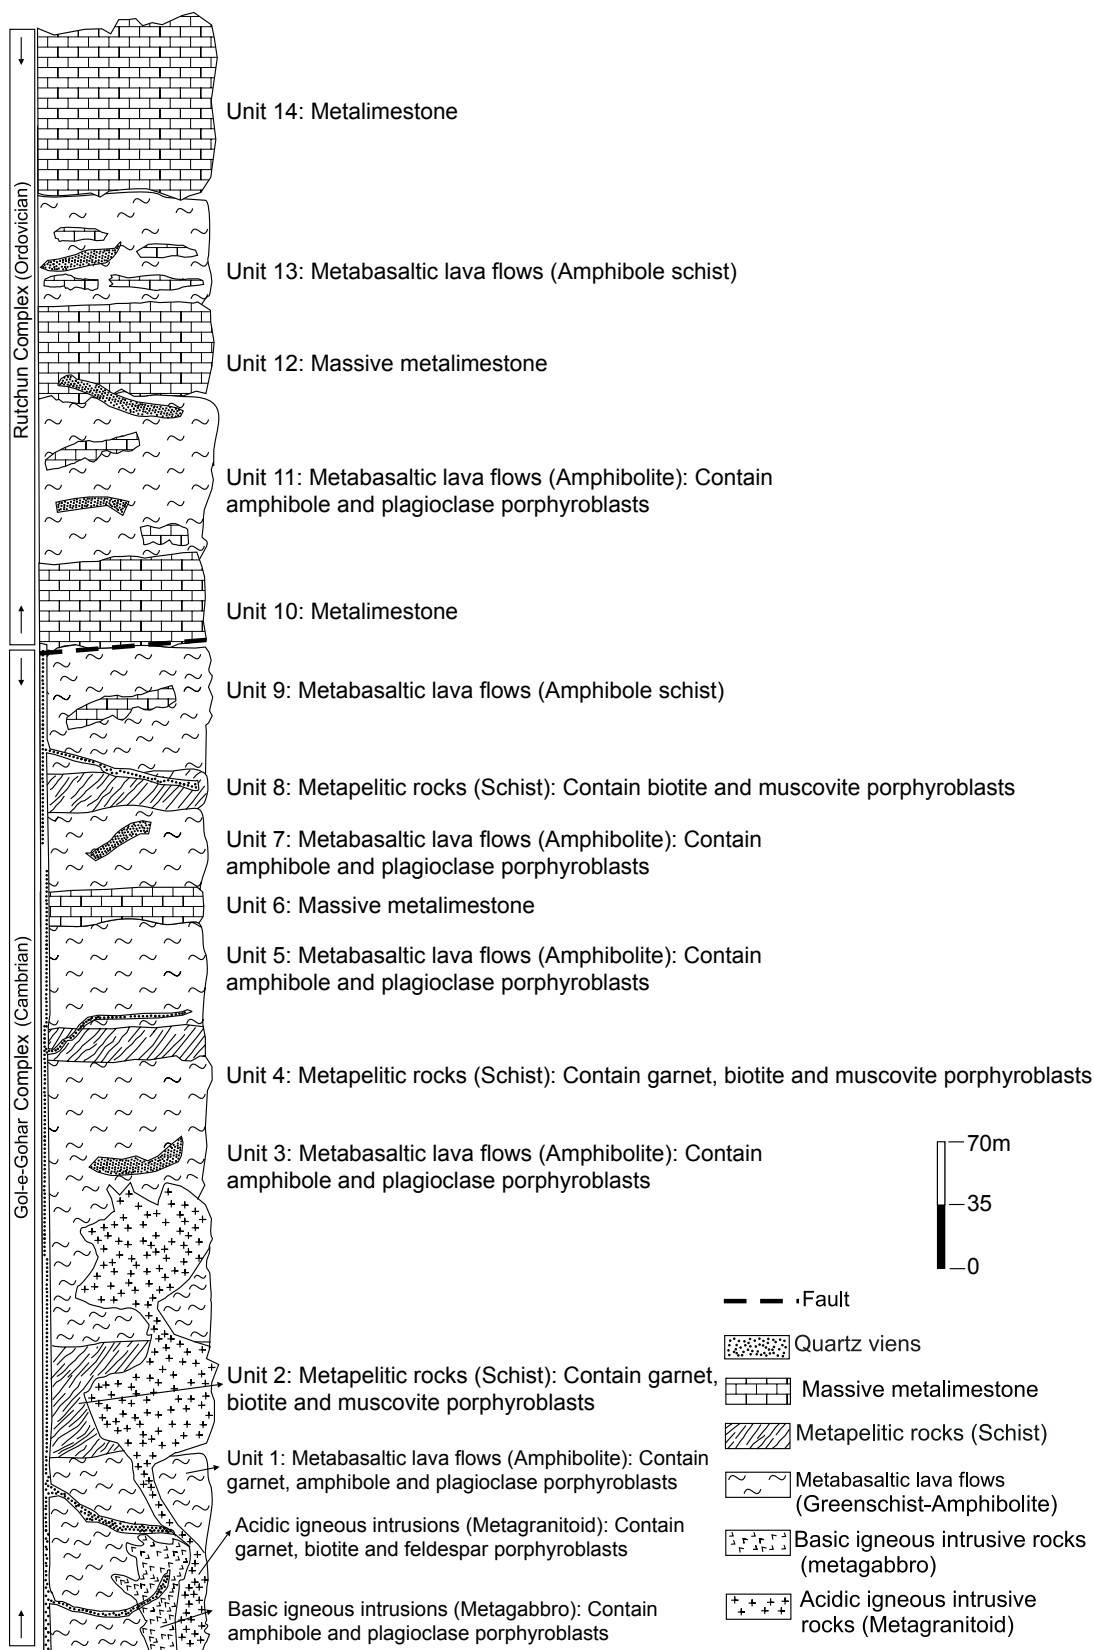 Rutchun Complex (Ordovician)
Gol-e-Gohar Complex (Cambrian)
Unit 14: Metalimestone
Unit 13: Metabasaltic lava flows (Amphibole schist)
Unit 12: Massive metalimestone
Unit 11: Metabasaltic lava flows (Amphibolite): Contain
amphibole and plagioclase porphyroblasts
Unit 10: Metalimestone
Unit 9: Metabasaltic lava flows (Amphibole schist)
Unit 8: Metapelitic rocks (Schist): Contain biotite and muscovite porphyroblasts
Unit 7: Metabasaltic lava flows (Amphibolite): Contain
amphibole and plagioclase porphyroblasts
Unit 6: Massive metalimestone
Unit 5: Metabasaltic lava flows (Amphibolite): Contain
amphibole and plagioclase porphyroblasts
Unit 4: Metapelitic rocks (Schist): Contain garnet, biotite and muscovite porphyroblasts
Unit 3: Metabasaltic lava flows (Amphibolite): Contain
amphibole and plagioclase porphyroblasts
Unit 2: Metapelitic rocks (Schist): Contain garnet,
biotite and muscovite porphyroblasts
Unit 1: Metabasaltic lava flows (Amphibolite): Contain
garnet, amphibole and plagioclase porphyroblasts
Acidic igneous intrusions (Metagranitoid): Contain
garnet, biotite and feldespar porphyroblasts
Basic igneous intrusions (Metagabbro): Contain
amphibole and plagioclase porphyroblasts
70m
35
0
Fault
Quartz viens
Massive metalimestone
Metapelitic rocks (Schist)
Metabasaltic lava flows
(Greenschist-Amphibolite)
Basic igneous intrusive rocks
(metagabbro)
Acidic igneous intrusive
rocks (Metagranitoid)